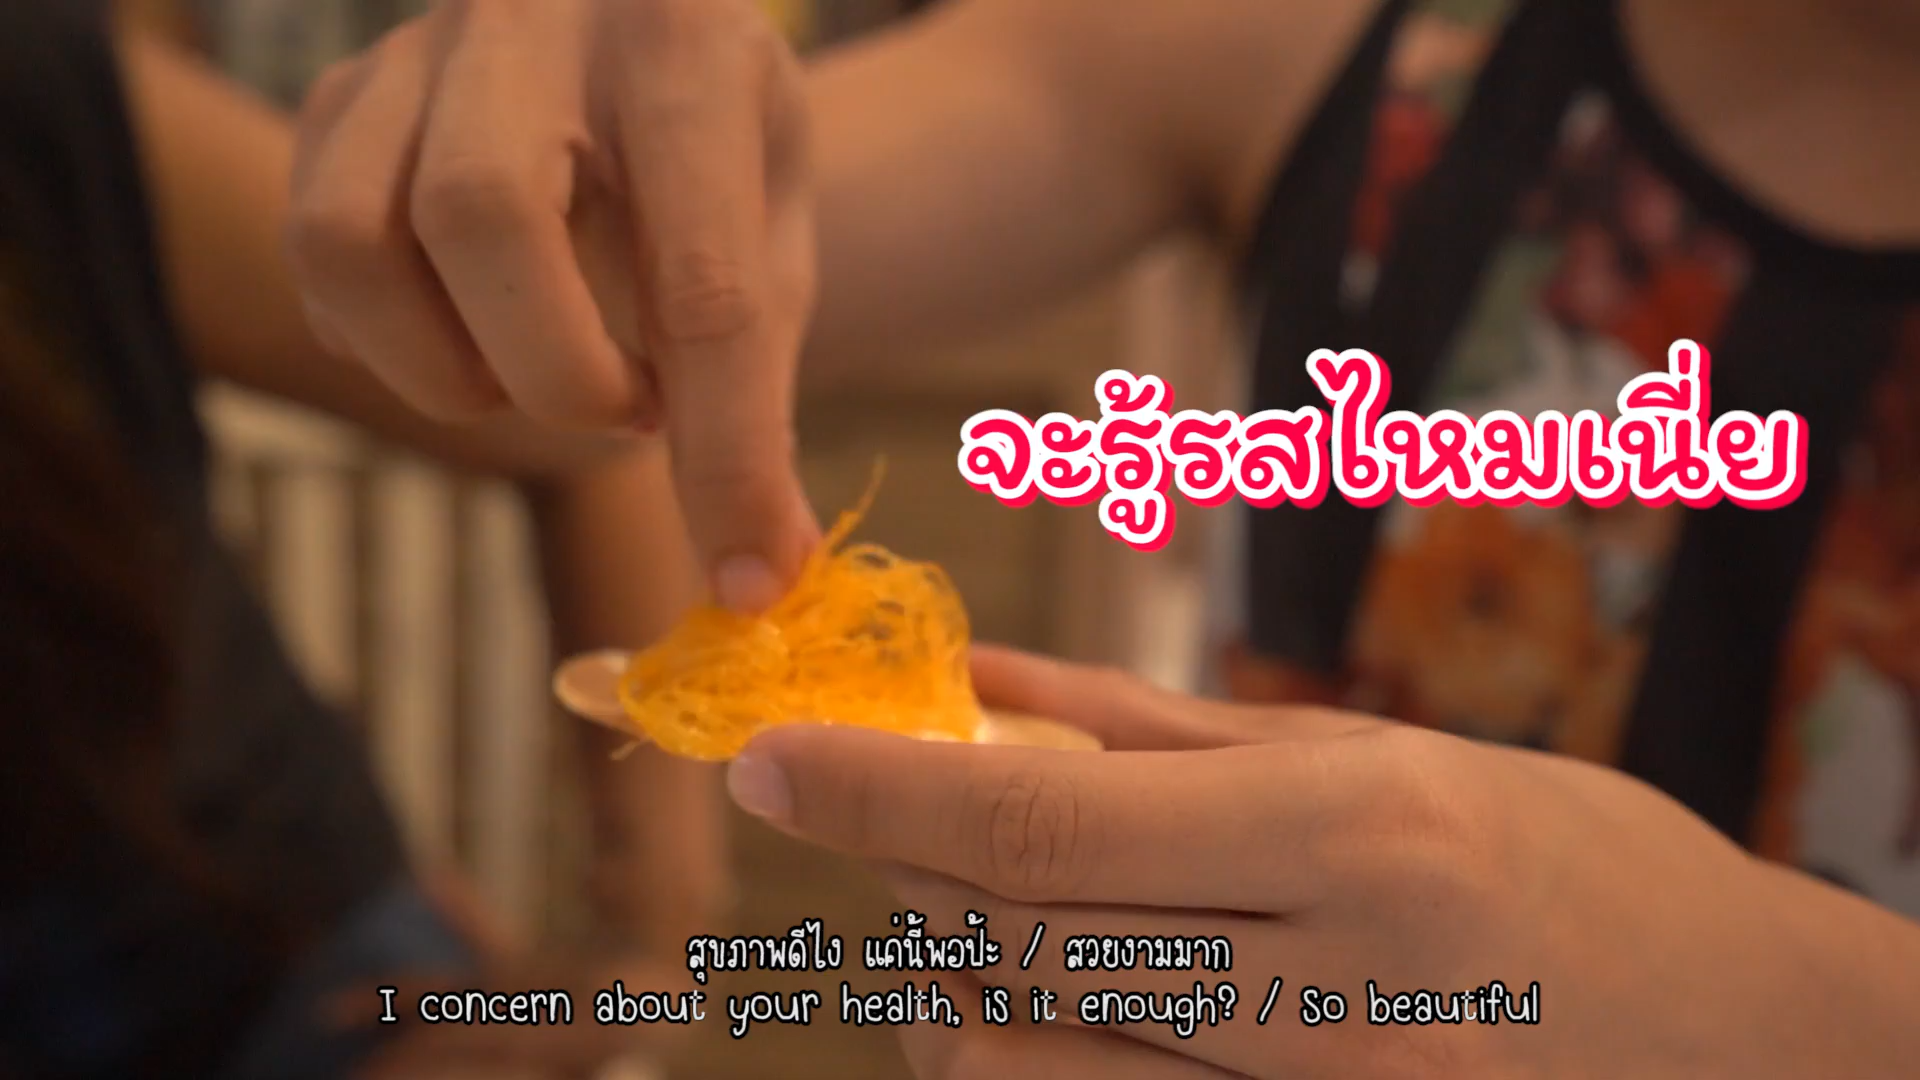 จะรู้รสไหมเนี่ย
สุขภาพดีไง แค่นี้พอป้ะ / สวยงามมาก
I concern about your health, is it enough? / So beautiful